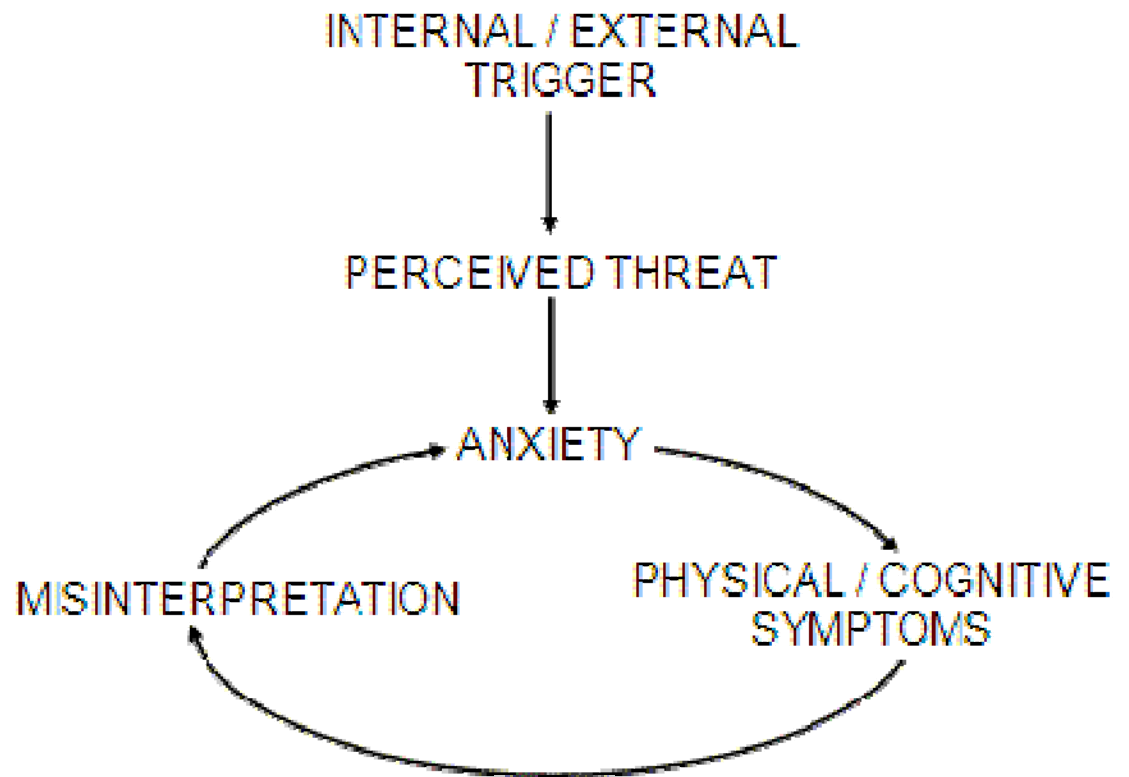 INTERNAL / EXTERNAL
TRIGGER
PERCEIVED THREAT
ANXIETY
MISINTERPRETATION
PHYSICAL / COGNITIVE
SYMPTOMS